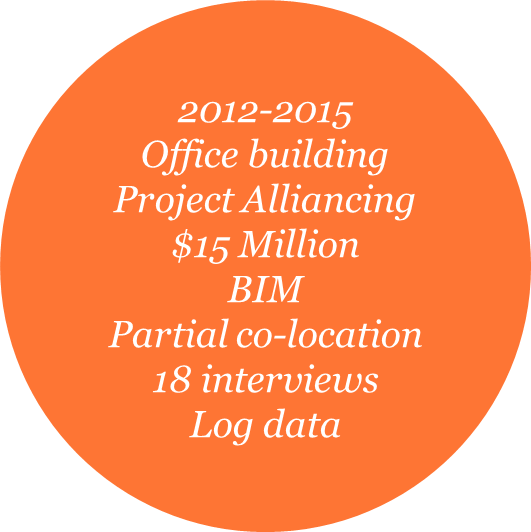 2012-2015
Office building
Project Alliancing
$15 Million
BIM
Partial co-location
18 interviews
Log data